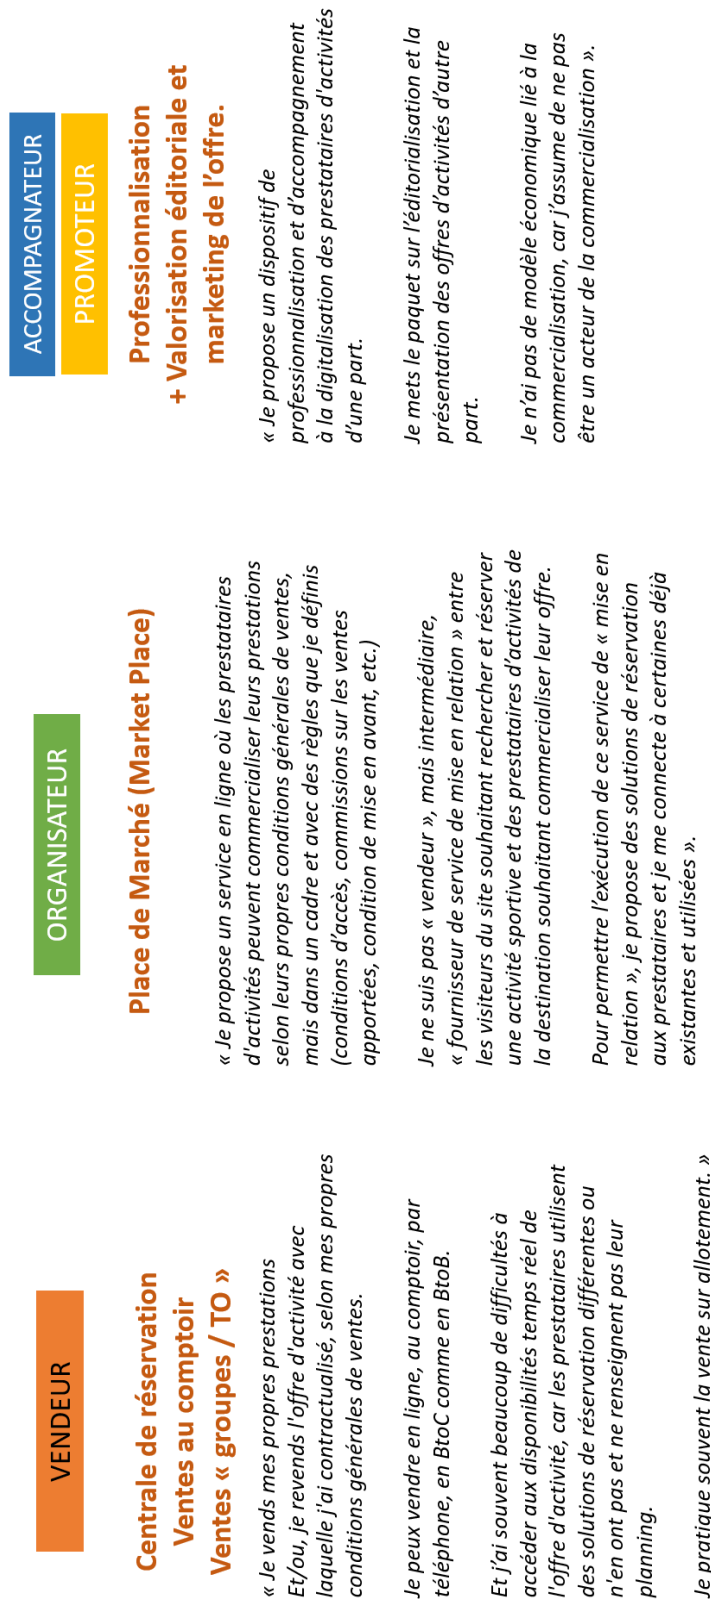 VENDEUR
Centrale de réservation
Ventes au comptoir
Ventes « groupes / TO »
« Je vends mes propres prestations
Et/ou, je revends l'offre d'activité avec
laquelle j'ai contractualisé, selon mes propres
conditions générales de ventes.
Je peux vendre en ligne, au comptoir, par
téléphone, en BtoC comme en BtoB.
Et j'ai souvent beaucoup de difficultés à
accéder aux disponibilités temps réel de
l'offre d'activité, car les prestataires utilisent
des solutions de réservation différentes ou
n'en ont pas et ne renseignent pas leur
planning.
Je pratique souvent la vente sur allotement. »
ORGANISATEUR
Place de Marché (Market Place)
« Je propose un service en ligne où les prestataires
d'activités peuvent commercialiser leurs prestations
selon leurs propres conditions générales de ventes,
mais dans un cadre et avec des règles que je définis
(conditions d'accès, commissions sur les ventes
apportées, condition de mise en avant, etc.)
Je ne suis pas « vendeur », mais intermédiaire,
« fournisseur de service de mise en relation » entre
les visiteurs du site souhaitant rechercher et réserver
une activité sportive et des prestataires d'activités de
la destination souhaitant commercialiser leur offre.
Pour permettre l'exécution de ce service de « mise en
relation », je propose des solutions de réservation
aux prestataires et je me connecte à certaines déjà
existantes et utilisées ».
ACCOMPAGNATEUR
PROMOTEUR
Professionnalisation
+ Valorisation éditoriale et
marketing de l'offre.
« Je propose un dispositif de
professionnalisation et d'accompagnement
à la digitalisation des prestataires d'activités
d'une part.
Je mets le paquet sur l'éditorialisation et la
présentation des offres d'activités d'autre
part.
Je n'ai pas de modèle économique lié à la
commercialisation, car j'assume de ne pas
être un acteur de la commercialisation ».